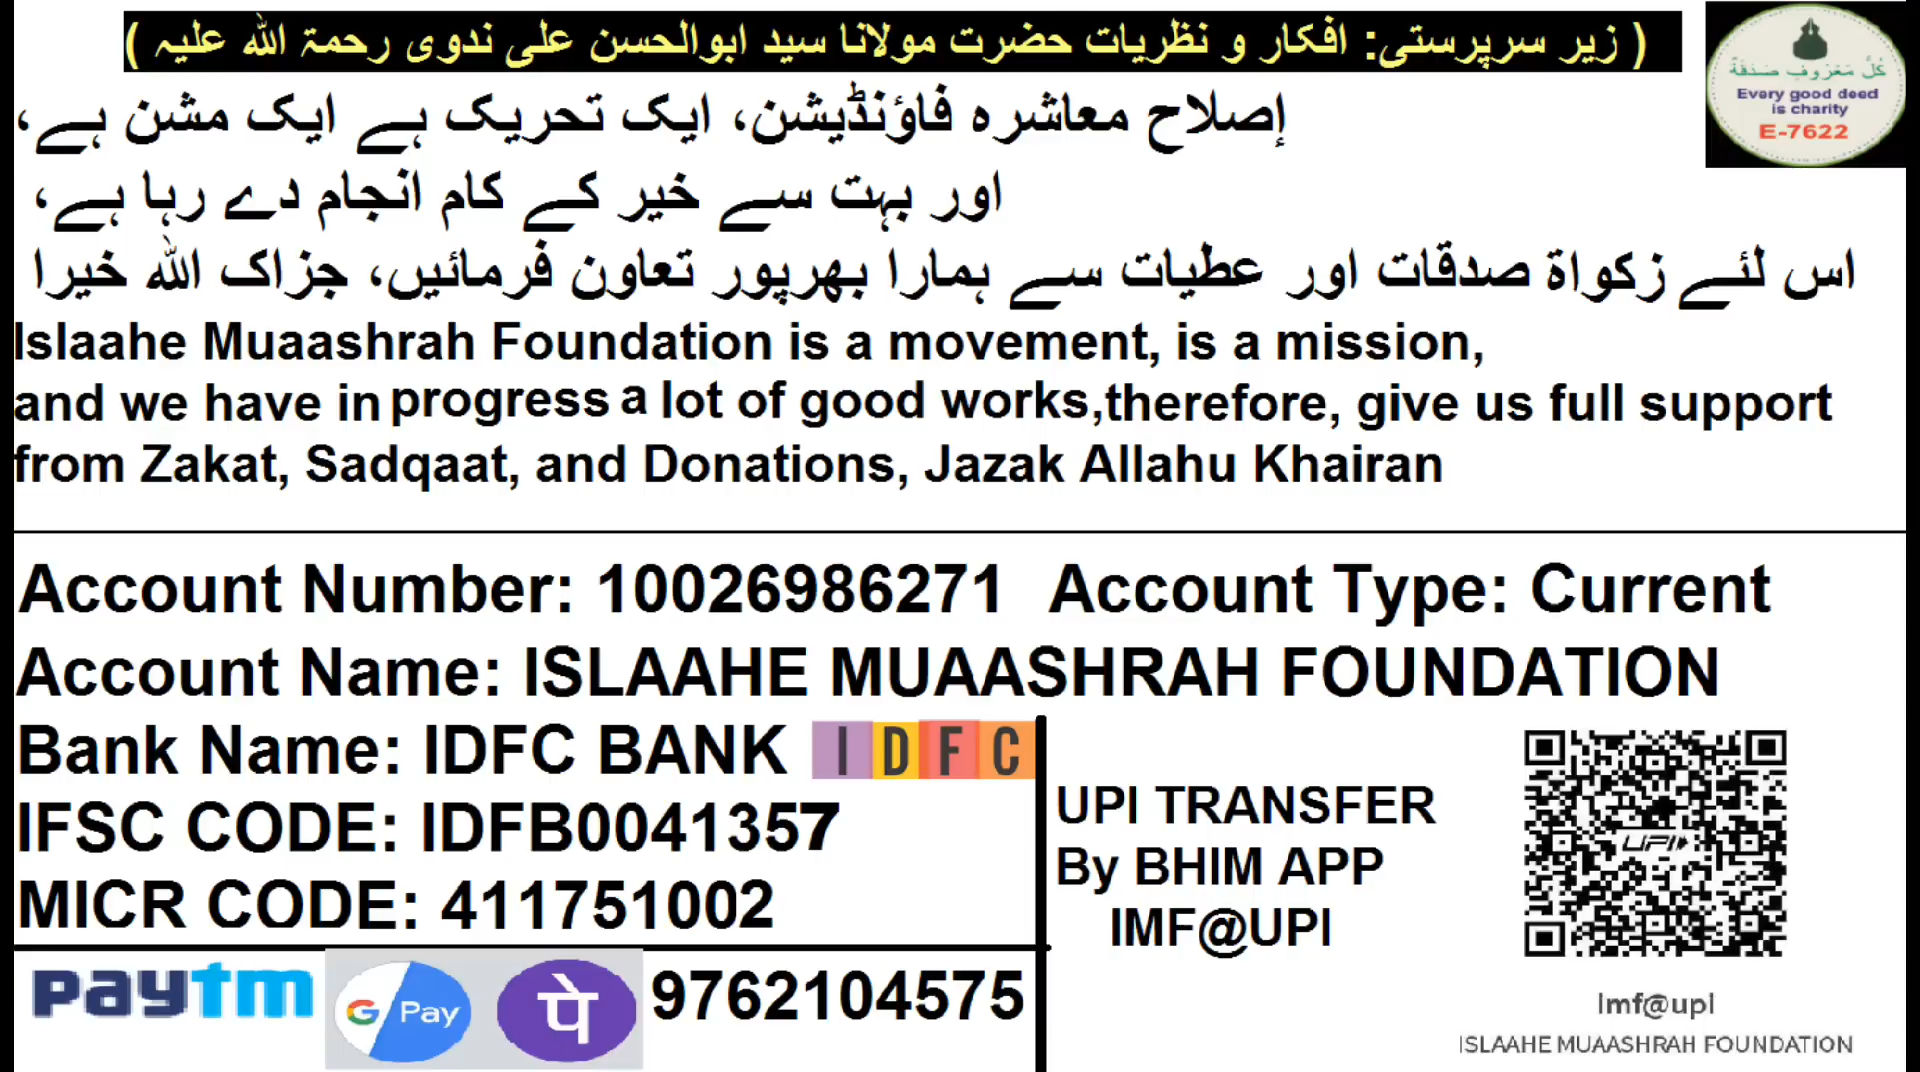 ( زیر سرپرستی: افکار و نظریات حضرت مولانا سید ابوالحسن علی ندوی رحمۃ اللہ علیہ )
كُلُّ مَعْرُوفٍ صَدَقَةٌ
Every good deed
is charity
E-7622
إصلاح معاشرہ فاؤنڈیشن، ایک تحریک ہے ایک مشن ہے،
اور بہت سے خیر کے کام انجام دے رہا ہے،
اس لئے زکواۃ صدقات اور عطیات سے ہمارا بھرپور تعاون فرمائیں، جزاک اللہ خیرا
Islaahe Muaashrah Foundation is a movement, is a mission,
and we have in progress a lot of good works,therefore, give us full support
from Zakat, Sadqaat, and Donations, Jazak Allahu Khairan
Account Number: 10026986271 Account Type: Current
Account Name: ISLAAHE MUAASHRAH FOUNDATION
Bank Name: IDFC BANK IDFC
IFSC CODE: IDFB0041357
MICR CODE: 411751002
UPI TRANSFER
By BHIM APP
IMF@UPI
UPI
imf@upi
ISLAAHE MUAASHRAH FOUNDATION
paytm G Pay पे 9762104575